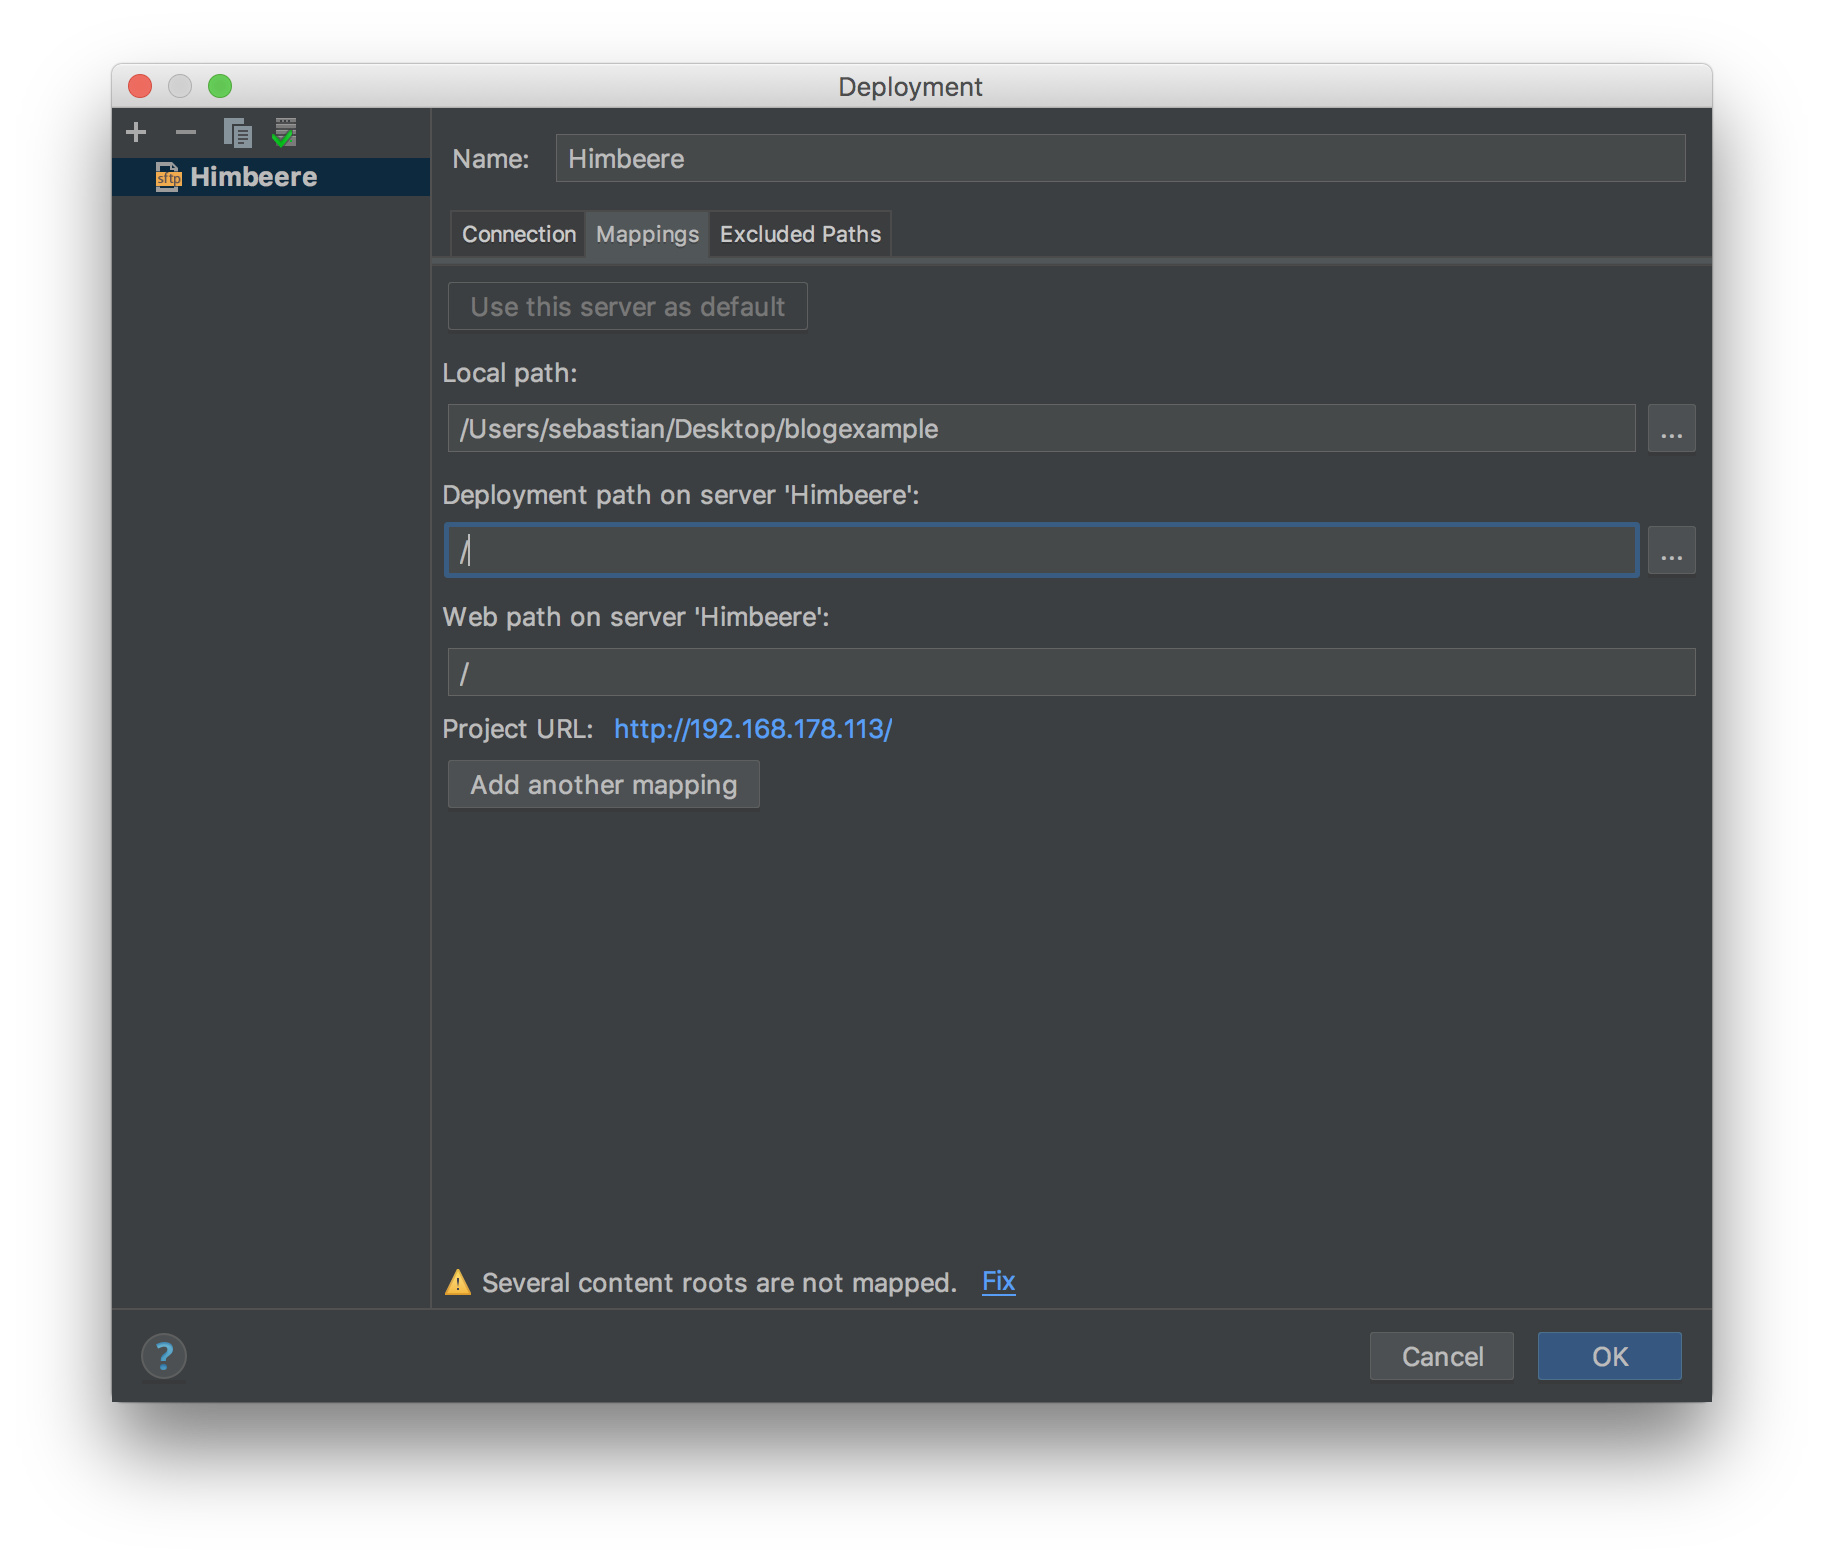 Deployment
sftp Himbeere
Name: Himbeere
Connection Mappings Excluded Paths
Use this server as default
Local path:
/Users/sebastian/Desktop/blogexample
...
Deployment path on server 'Himbeere':
/
...
Web path on server 'Himbeere':
/
Project URL: http://192.168.178.113/
Add another mapping
Several content roots are not mapped. Fix
?
Cancel OK